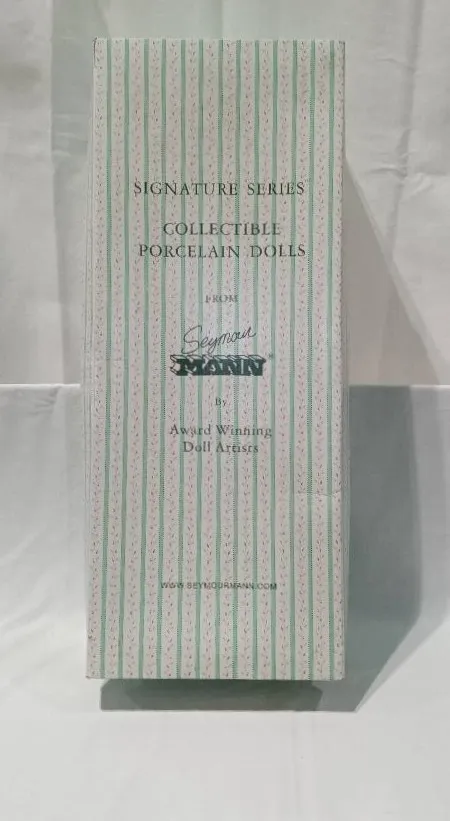 SIGNATURE SERIES
COLLECTIBLE
PORCELAIN DOLLS
FROM
Seymour
MANN®
By
Award Winning
Doll Artists
WWW.SEYMOURMANN.COM